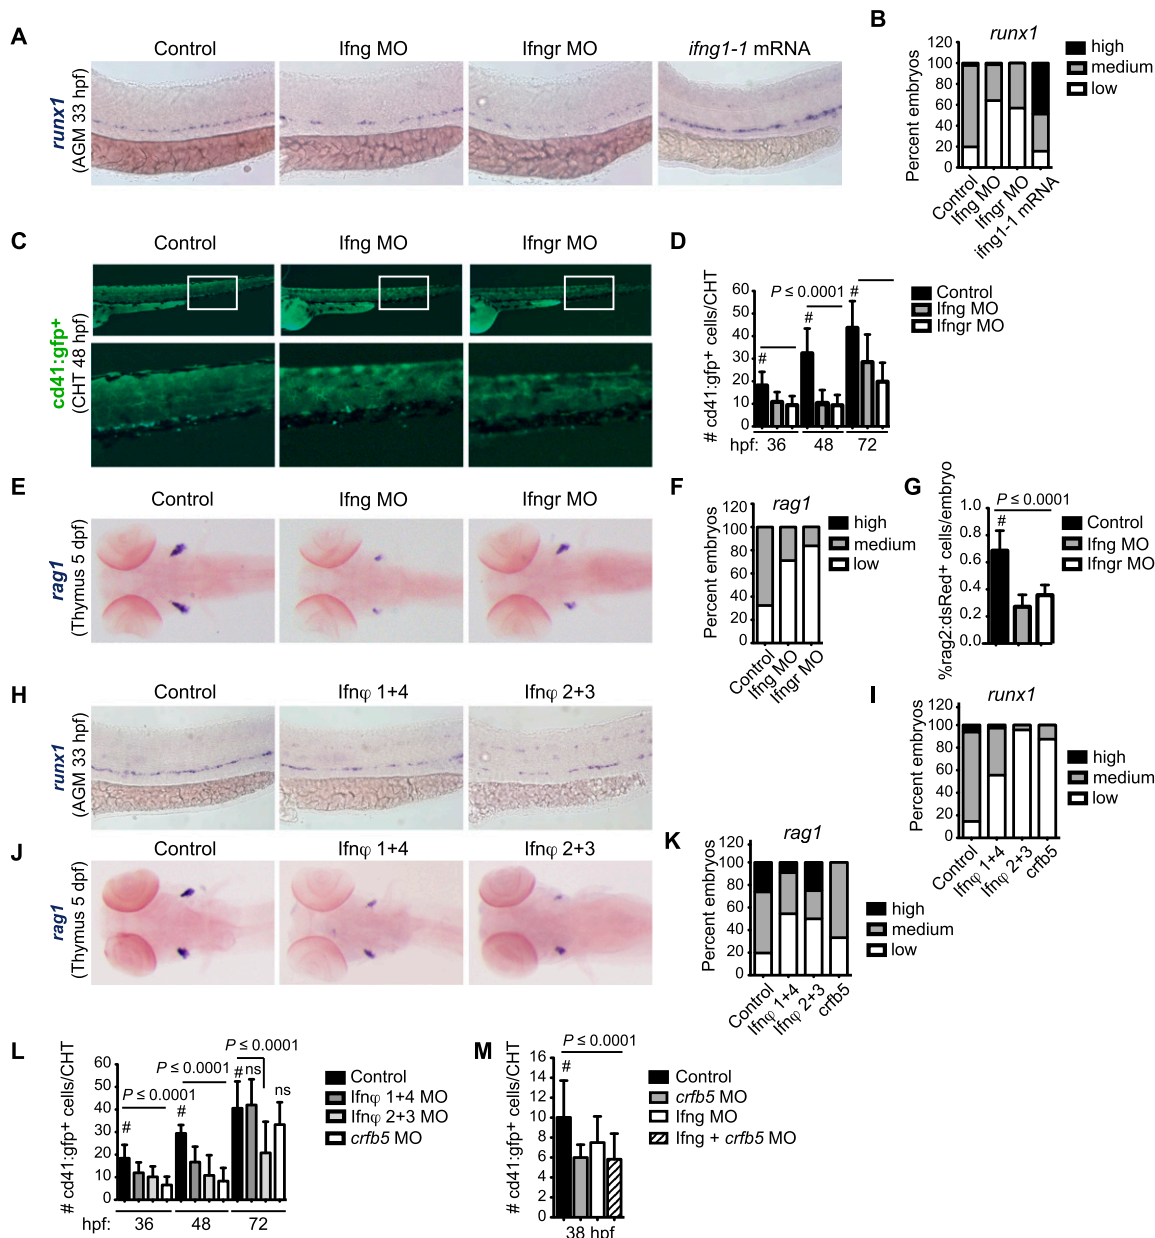 A
Control
Ifng MO
Ifngr MO
ifng1-1 mRNA
runx1
(AGM 33 hpf)
B
runx1
high
medium
low
Percent embryos
120
100
80
60
40
20
0
Control
Ifng MO
Ifngr MO
ifng1-1 mRNA
C
Control
Ifng MO
Ifngr MO
cd41:gfp+
(CHT 48 hpf)
D
# cd41:gfp+ cells/CHT
60
50
40
30
20
10
0
P ≤ 0.0001
#
#
#
Control
Ifng MO
Ifngr MO
hpf: 36 48 72
E
Control
Ifng MO
Ifngr MO
rag1
(Thymus 5 dpf)
F
rag1
Percent embryos
120
100
80
60
40
20
0
high
medium
low
Control
Ifng MO
Ifngr MO
G
%rag2:dsRed+ cells/embryo
1.0
0.8
0.6
0.4
0.2
0.0
P ≤ 0.0001
#
Control
Ifng MO
Ifngr MO
H
Control
Ifnφ 1+4
Ifnφ 2+3
runx1
(AGM 33 hpf)
I
runx1
Percent embryos
120
100
80
60
40
20
0
high
medium
low
Control
Ifnφ 1+4
Ifnφ 2+3
crfb5
J
Control
Ifnφ 1+4
Ifnφ 2+3
rag1
(Thymus 5 dpf)
K
rag1
Percent embryos
120
100
80
60
40
20
0
high
medium
low
Control
Ifnφ 1+4
Ifnφ 2+3
crfb5
L
# cd41:gfp+ cells/CHT
60
50
40
30
20
10
0
P ≤ 0.0001
P ≤ 0.0001
P ≤ 0.0001
#
#
#
ns
ns
Control
Ifnφ 1+4 MO
Ifnφ 2+3 MO
crfb5 MO
hpf: 36 48 72
M
# cd41:gfp+ cells/CHT
16
14
12
10
8
6
4
2
0
P ≤ 0.0001
#
Control
crfb5 MO
Ifng MO
Ifng + crfb5 MO
38 hpf